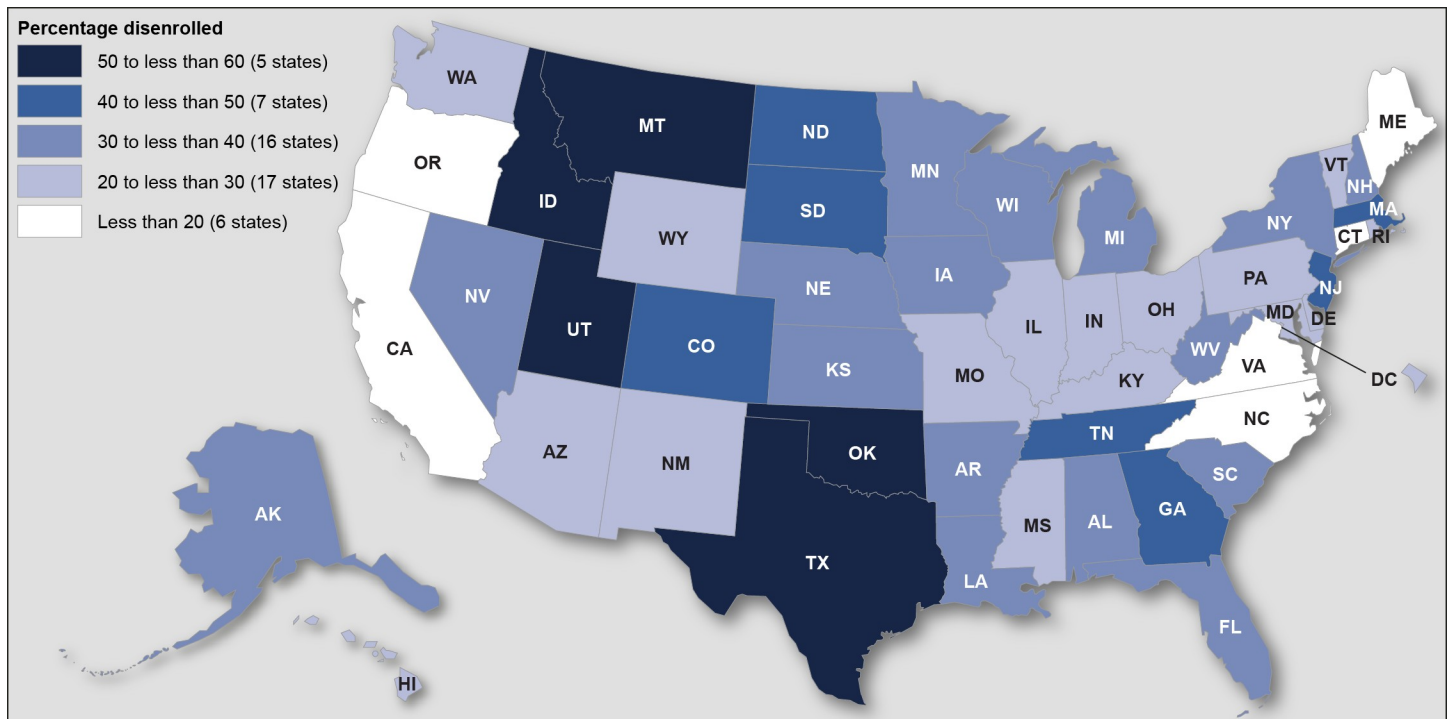 Percentage disenrolled
50 to less than 60 (5 states)
40 to less than 50 (7 states)
30 to less than 40 (16 states)
20 to less than 30 (17 states)
Less than 20 (6 states)
WA
MT
ND
MN
ME
OR
ID
SD
WI
VT
NH
WY
MI
NY
MA
CT
RI
NV
NE
IA
PA
NJ
UT
CO
IL
IN
OH
MD
DE
CA
KS
MO
WV
VA
KY
DC
AZ
NM
OK
AR
TN
NC
SC
AK
TX
LA
MS
AL
GA
FL
HI